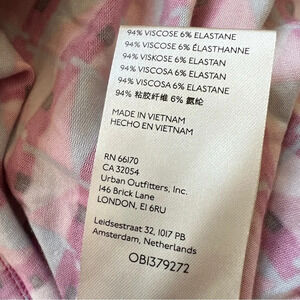 94% VISCOSE 6% ELASTANE
94% VISCOSE 6% ÉLASTHANNE
94% VISKOSE 6% ELASTAN
94% VISCOSA 6% ELASTAN
94% VISCOSA 6% ELASTANE
94% 粘胶纤维 6% 氨纶
MADE IN VIETNAM
HECHO EN VIETNAM
RN 66170
CA 32054
Urban Outfitters, Inc.
146 Brick Lane
LONDON, E1 6RU
Leidsestraat 32, 1017 PB
Amsterdam, Netherlands
OB1379272